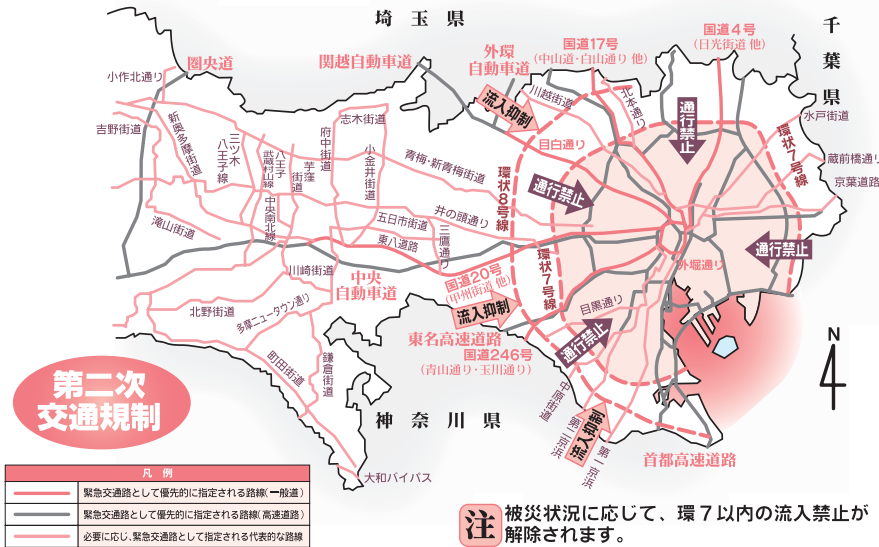 埼玉県
千葉県
圏央道
関越自動車道
外環
自動車道
国道17号
(中山道・白山通り 他)
国道4号
(日光街道 他)
小作北通り
吉野街道
新奥多摩街道
三ツ木
八王子線
八王子
武蔵村山線
芋窪
街道
府中街道
志木街道
小金井街道
青梅・新青梅街道
流入抑制
川越街道
北本通り
目白通り
通行禁止
水戸街道
環状7号線
蔵前橋通り
京葉道路
環状8号線
通行禁止
滝山街道
中央南北線
五日市街道
井の頭通り
東八道路
三鷹通り
環状7号線
通行禁止
外堀通り
川崎街道
中央
自動車道
国道20号
(甲州街道 他)
流入抑制
目黒通り
北野街道
多摩ニュータウン通り
東名高速道路
国道246号
(青山通り・玉川通り)
通行禁止
N
町田街道
鎌倉街道
中原街道
第二京浜
流入抑制
第一京浜
首都高速道路
第二次
交通規制
神奈川県
大和バイパス
凡 例
緊急交通路として優先的に指定される路線(一般道)
緊急交通路として優先的に指定される路線(高速道路)
必要に応じ、緊急交通路として指定される代表的な路線
注 被災状況に応じて、環7以内の流入禁止が
解除されます。